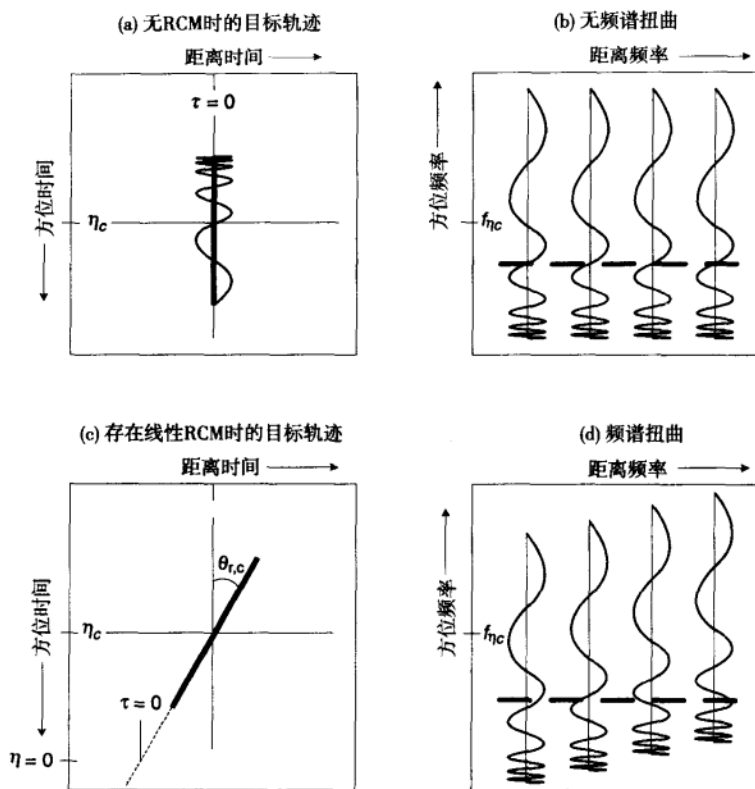 (a) 无RCM时的目标轨迹
距离时间
τ = 0
方位时间
ηc
(b) 无频谱扭曲
距离频率
方位频率
fηc
(c) 存在线性RCM时的目标轨迹
距离时间
θr,c
方位时间
ηc
τ = 0
η = 0
(d) 频谱扭曲
距离频率
方位频率
fηc